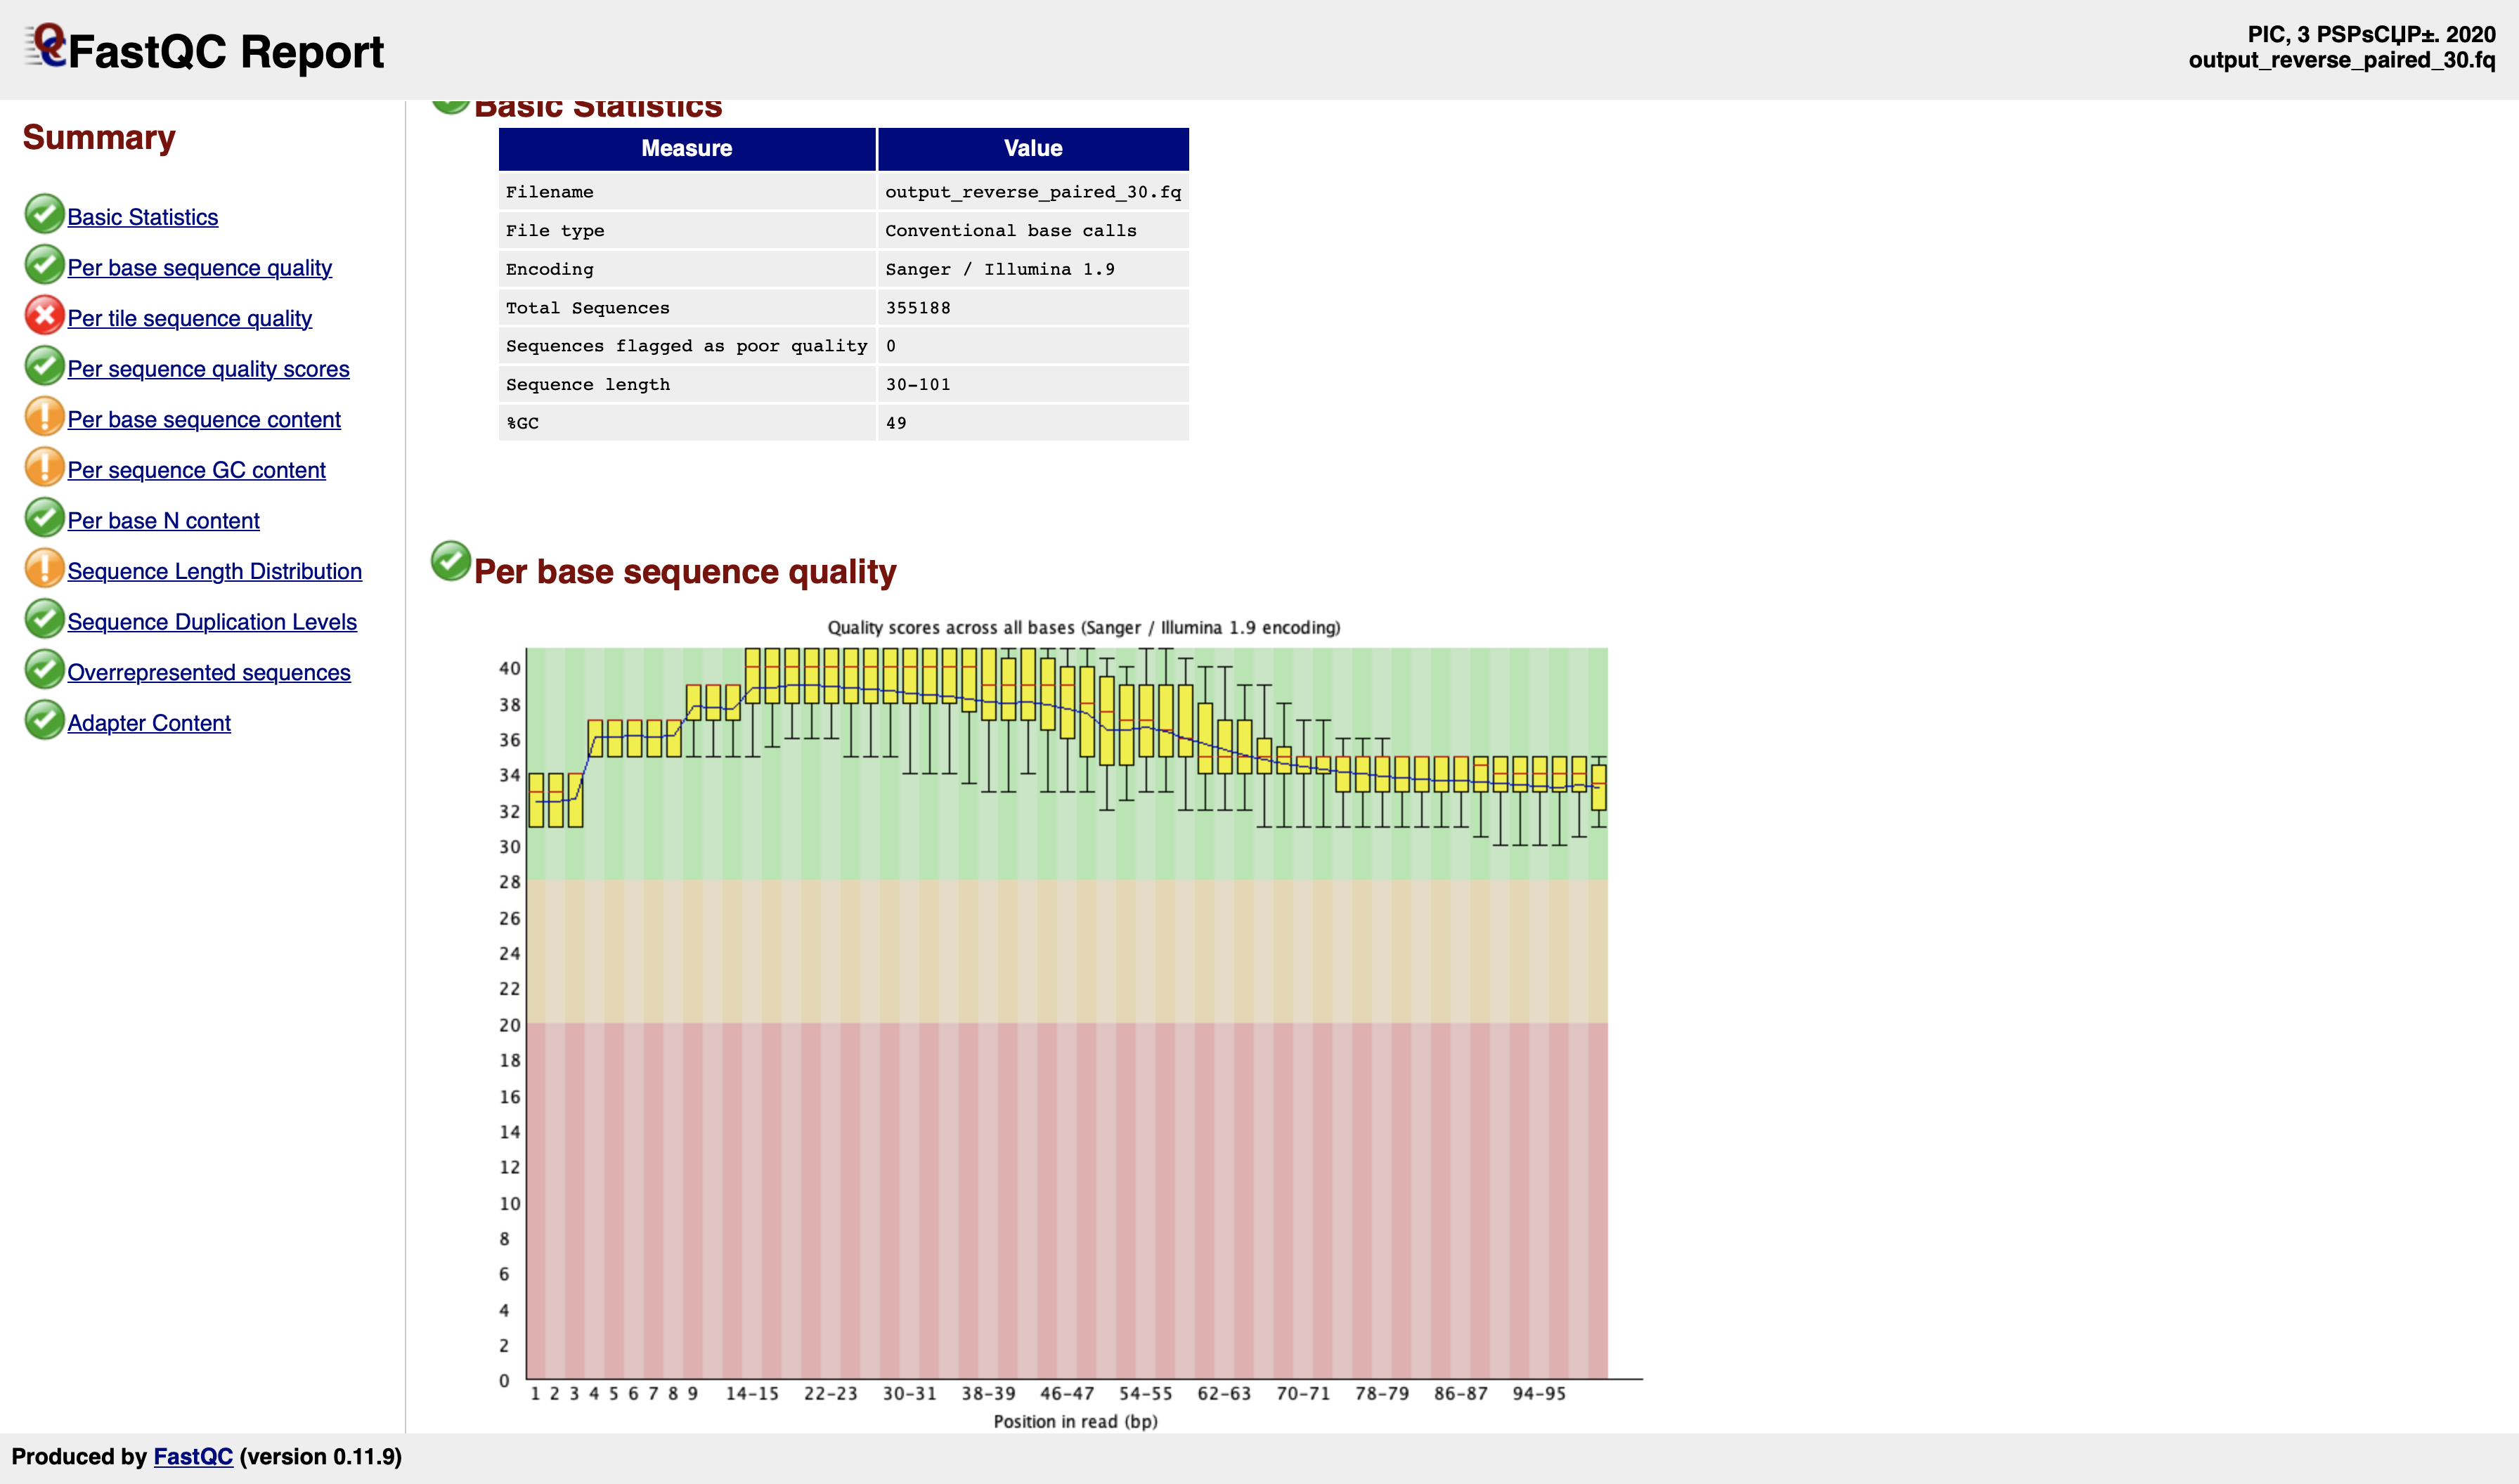 FastQC Report
PIC, 3 PSPsCЏP±. 2020
output_reverse_paired_30.fq
Summary
Basic Statistics
Per base sequence quality
Per tile sequence quality
Per sequence quality scores
Per base sequence content
Per sequence GC content
Per base N content
Sequence Length Distribution
Sequence Duplication Levels
Overrepresented sequences
Adapter Content
Basic Statistics
Measure Value
Filename output_reverse_paired_30.fq
File type Conventional base calls
Encoding Sanger / Illumina 1.9
Total Sequences 355188
Sequences flagged as poor quality 0
Sequence length 30-101
%GC 49
Per base sequence quality
Quality scores across all bases (Sanger / Illumina 1.9 encoding)
40
38
36
34
32
30
28
26
24
22
20
18
16
14
12
10
8
6
4
2
0
1 2 3 4 5 6 7 8 9 14-15 22-23 30-31 38-39 46-47 54-55 62-63 70-71 78-79 86-87 94-95
Position in read (bp)
Produced by FastQC (version 0.11.9)